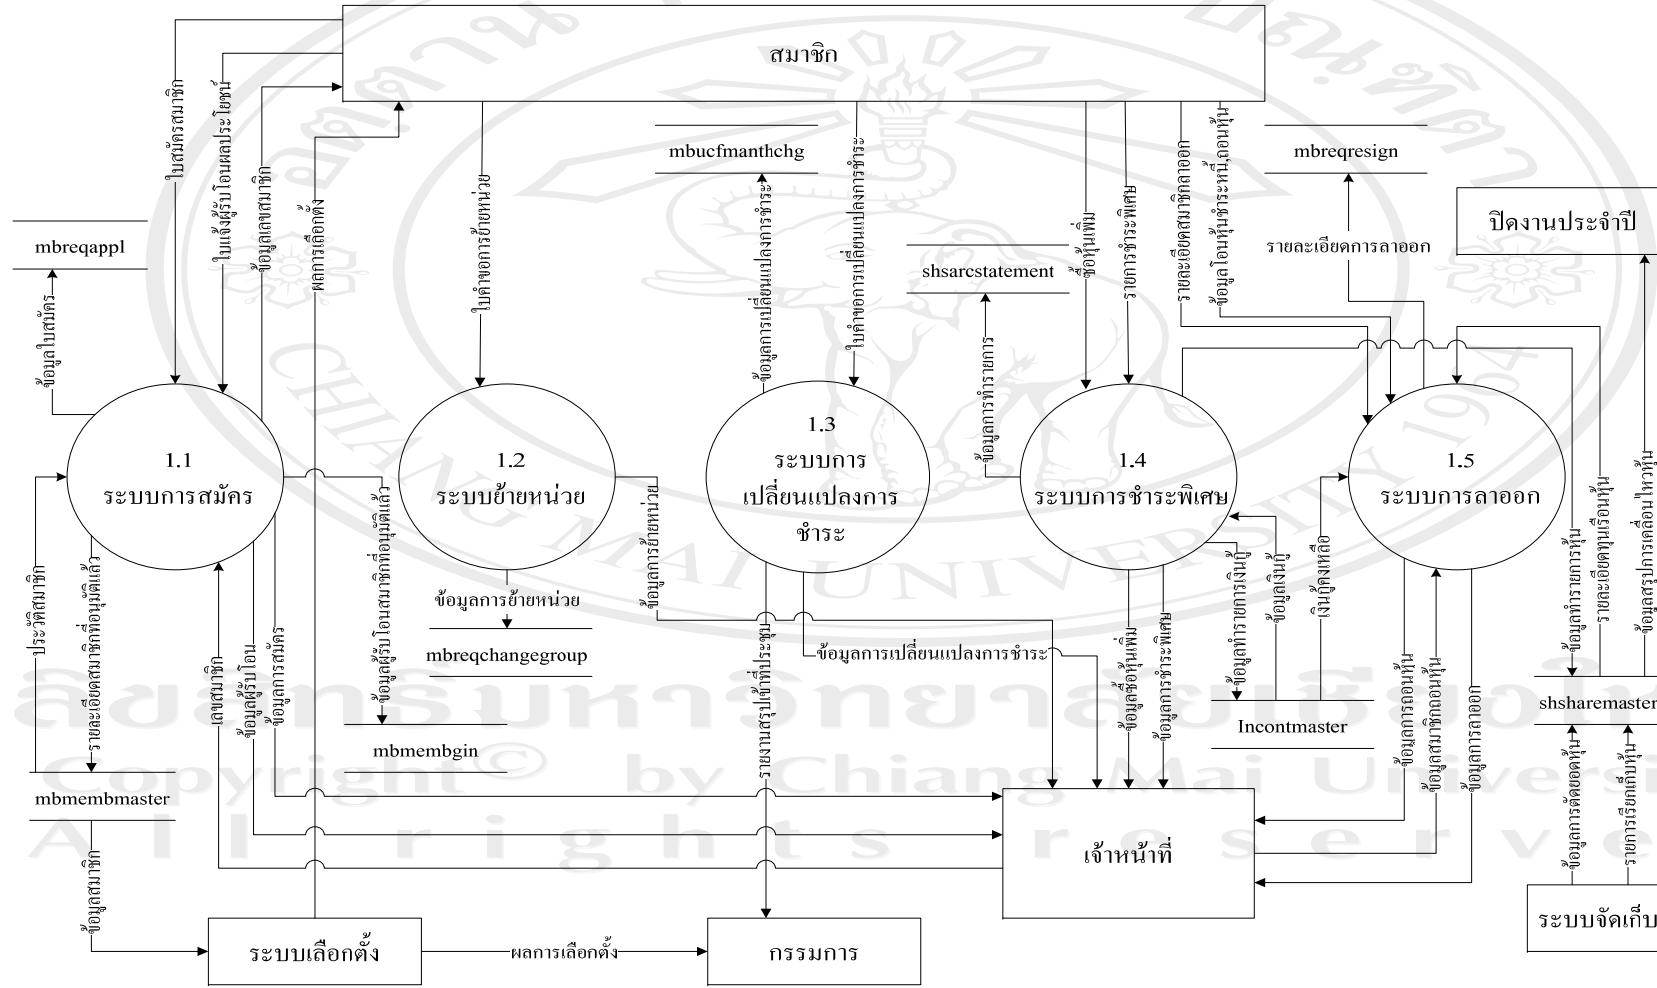 สมาชิก
ใบสมัครสมาชิก
ใบแจ้งผู้รับโอนผลประโยชน์
ข้อมูลเลขสมาชิก
ผลการเลือกตั้ง
ใบคำขอการย้ายหน่วย
mbucfmanthchg
ข้อมูลการเปลี่ยนแปลงการชำระ
ใบคำขอการเปลี่ยนแปลงการชำระ
ซื้อหุ้นเพิ่ม
รายการชำระพิเศษ
รายละเอียดสมาชิกลาออก
ข้อมูลโอนหุ้นชำระหนี้,ถอนหุ้น
mbreqresign
รายละเอียดการลาออก
ปิดงานประจำปี
mbreqappl
ข้อมูลใบสมัคร
shsarcstatement
ข้อมูลการทำรายการ
1.1
ระบบการสมัคร
1.2
ระบบย้ายหน่วย
1.3
ระบบการ
เปลี่ยนแปลงการ
ชำระ
1.4
ระบบการชำระพิเศษ
1.5
ระบบการลาออก
ประวัติสมาชิก
รายละเอียดสมาชิกที่อนุมัติแล้ว
เลขสมาชิก
ข้อมูลผู้รับโอน
ข้อมูลการสมัคร
ข้อมูลผู้รับโอนสมาชิกที่อนุมัติแล้ว
ข้อมูลการย้ายหน่วย
mbreqchangegroup
ข้อมูลการย้ายหน่วย
รายงานสรุปเข้าที่ประชุม
ข้อมูลการเปลี่ยนแปลงการชำระ
ข้อมูลซื้อหุ้นเพิ่ม
ข้อมูลการชำระพิเศษ
ข้อมูลทำรายการเงินกู้
ข้อมูลเงินกู้
เงินกู้คงเหลือ
Incontmaster
ข้อมูลการถอนหุ้น
ข้อมูลสมาชิกถอนหุ้น
ข้อมูลการลาออก
ข้อมูลทำรายการหุ้น
รายละเอียดทุนเรือนหุ้น
ข้อมูลสรุปการเคลื่อนไหวหุ้น
shsharemaster
ข้อมูลการตัดยอดหุ้น
รายการเรียกเก็บหุ้น
mbmembgin
mbmembmaster
ข้อมูลสมาชิก
เจ้าหน้าที่
ระบบเลือกตั้ง
ผลการเลือกตั้ง
กรรมการ
ระบบจัดเก็บ
CHIANG MAI UNIVERSITY 1964
Copyright© by Chiang Mai Universi
All rights reserve